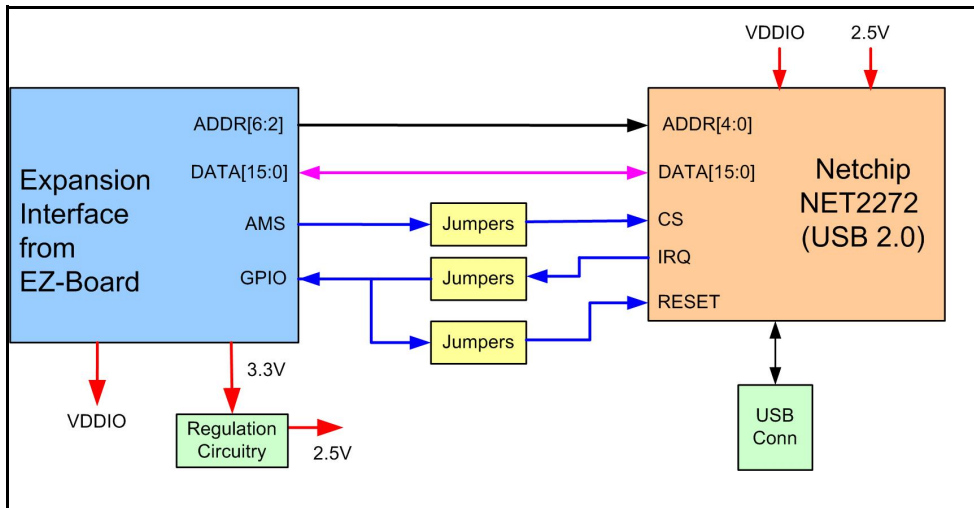 VDDIO
2.5V
ADDR[6:2]
ADDR[4:0]
DATA[15:0]
DATA[15:0]
Expansion
Interface
from
EZ-Board
Netchip
NET2272
(USB 2.0)
AMS
Jumpers
CS
GPIO
Jumpers
IRQ
Jumpers
RESET
3.3V
VDDIO
Regulation
Circuitry
2.5V
USB
Conn